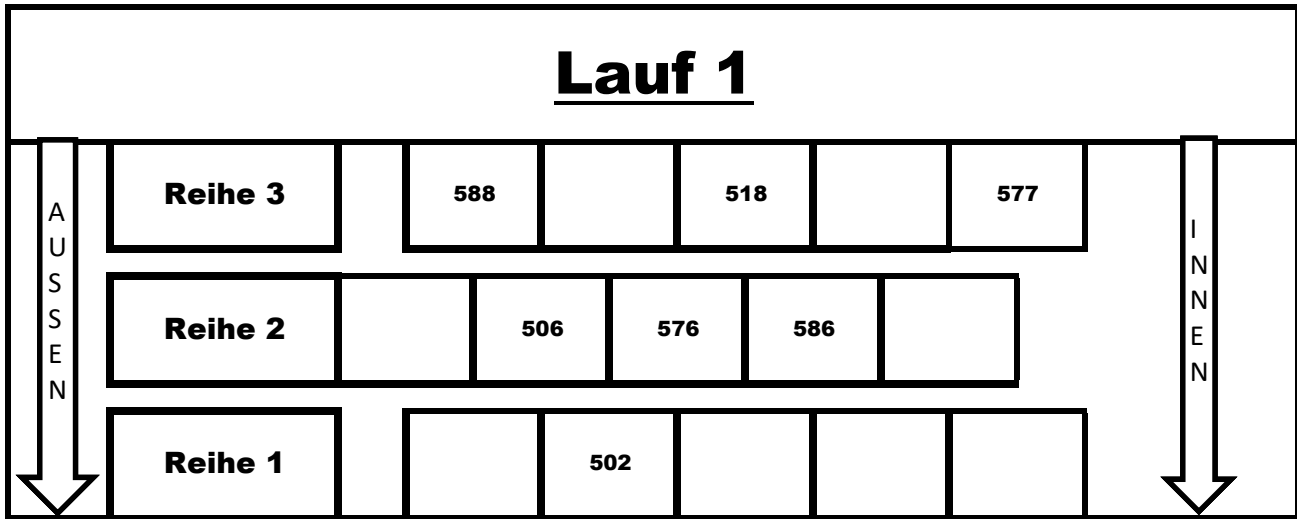 Lauf 1
AUSSEN
Reihe 3 588 518 577
INNEN
Reihe 2 506 576 586
Reihe 1 502